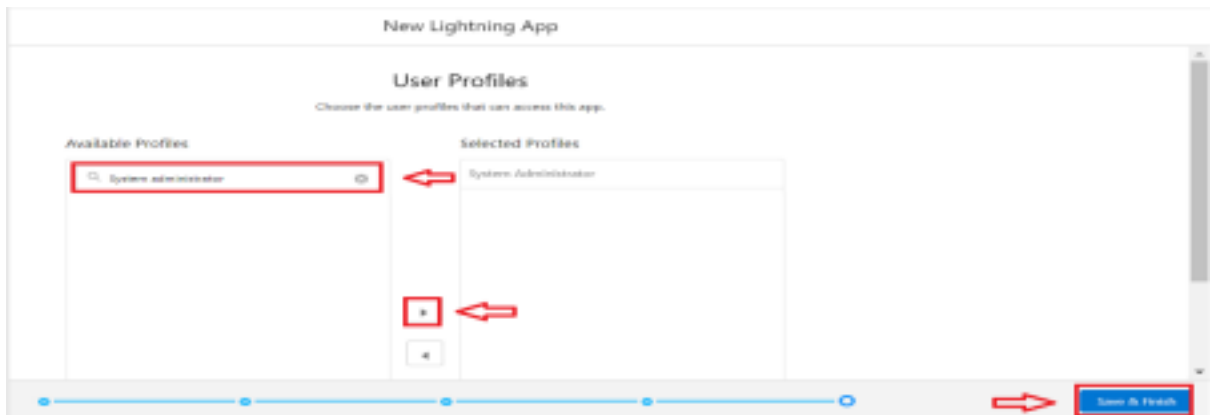 New Lightning App
User Profiles
Choose the user profiles that can access this app.
Available Profiles
Selected Profiles
System administrator
System Administrator
Save & Finish